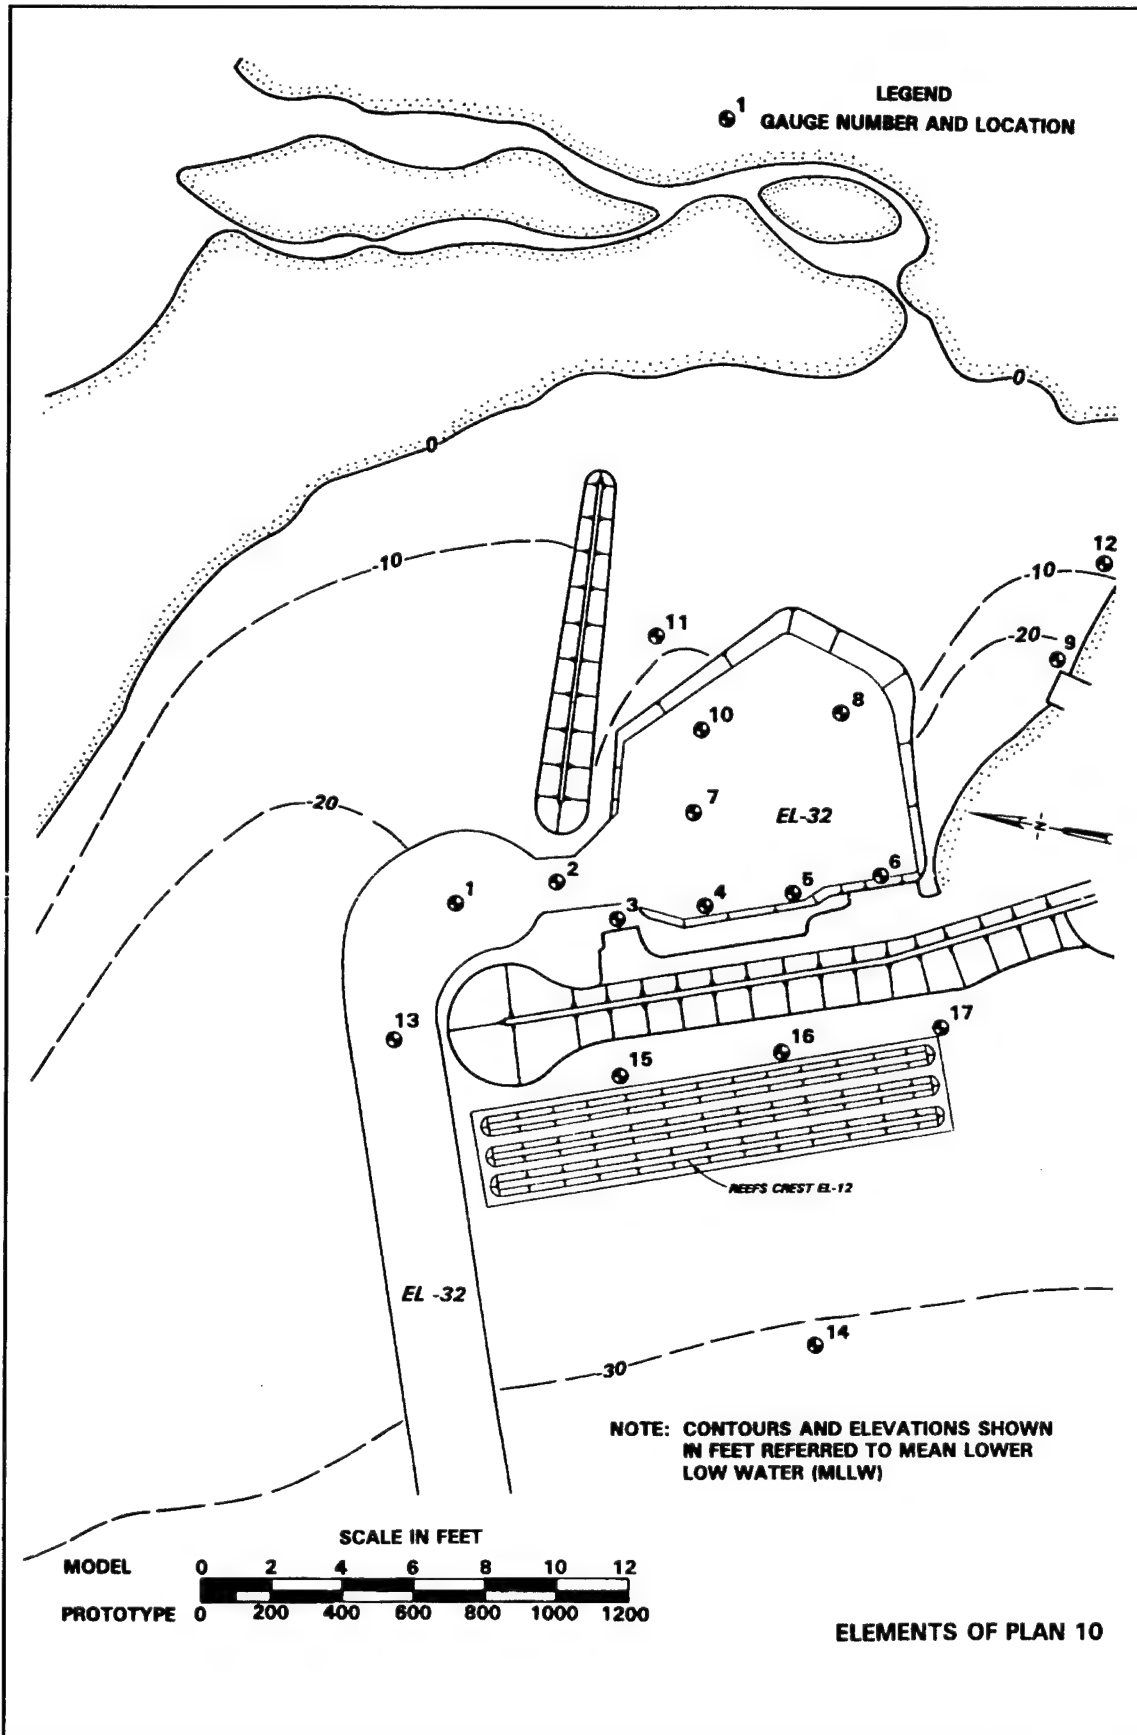 LEGEND
1 GAUGE NUMBER AND LOCATION
0
0
-10
12
-10
11
-20
9
10
8
7
EL-32
-20
N
2
6
1
5
4
3
13
17
16
15
REEFS CREST EL-12
EL -32
14
-30
NOTE: CONTOURS AND ELEVATIONS SHOWN
IN FEET REFERRED TO MEAN LOWER
LOW WATER (MLLW)
SCALE IN FEET
MODEL 0 2 4 6 8 10 12
PROTOTYPE 0 200 400 600 800 1000 1200
ELEMENTS OF PLAN 10